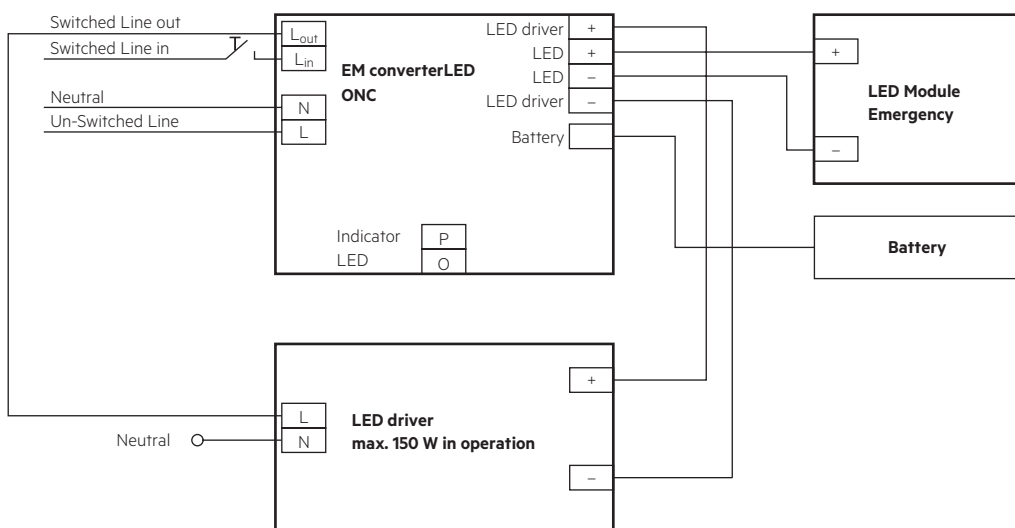 Switched Line out
Switched Line in
Neutral
Un-Switched Line
Lout
Lin
N
L
EM converterLED
ONC
LED driver
LED
LED
LED driver
Battery
+
+
–
–
Indicator
LED
P
O
+
–
LED Module
Emergency
Battery
L
N
Neutral
LED driver
max. 150 W in operation
+
–